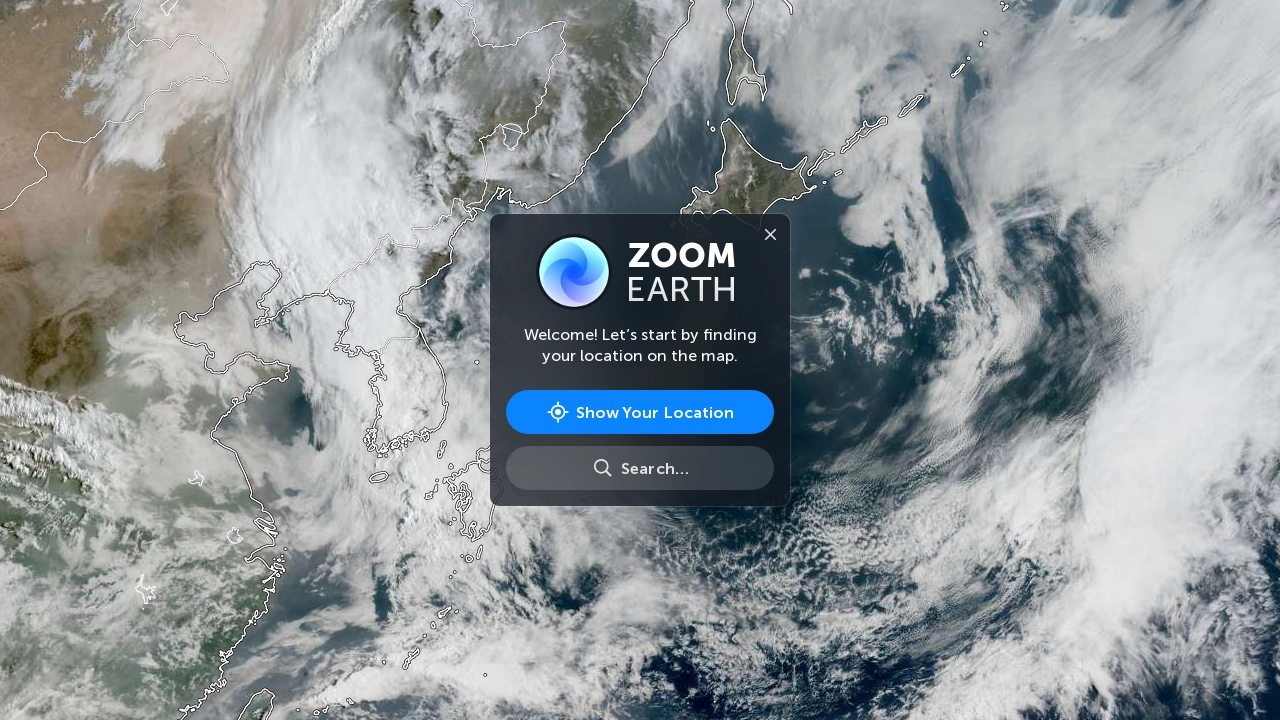 ZOOM
EARTH
Welcome! Let’s start by finding
your location on the map.
Show Your Location
Search...